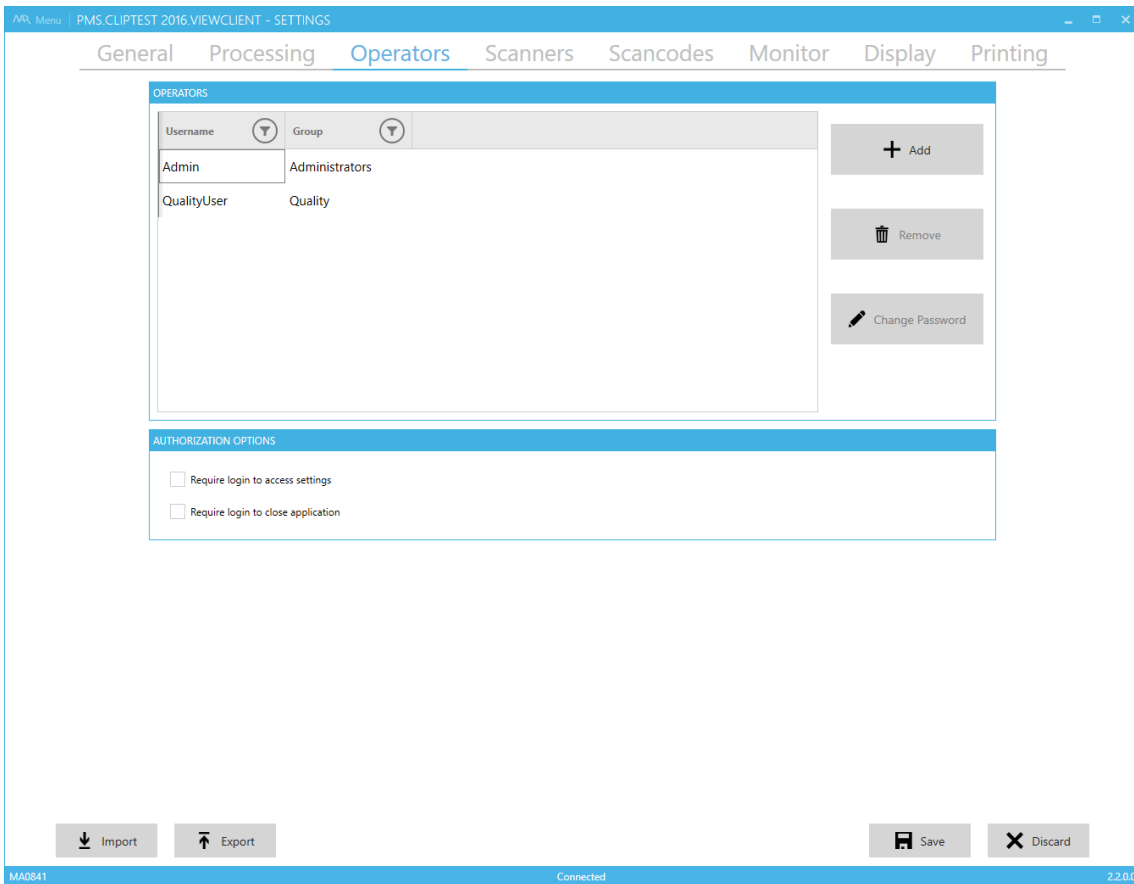 Menu | PMS.CLIPTEST 2016.VIEWCLIENT - SETTINGS
General Processing Operators Scanners Scancodes Monitor Display Printing
OPERATORS
Username Group
Admin Administrators
QualityUser Quality
Add
Remove
Change Password
AUTHORIZATION OPTIONS
Require login to access settings
Require login to close application
Import Export Save Discard
MA0841 Connected 2.2.0.0